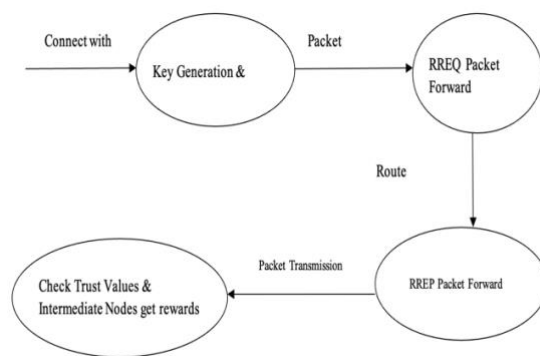 Connect with
Packet
Key Generation &
RREQ Packet
Forward
Route
RREP Packet Forward
Packet Transmission
Check Trust Values &
Intermediate Nodes get rewards